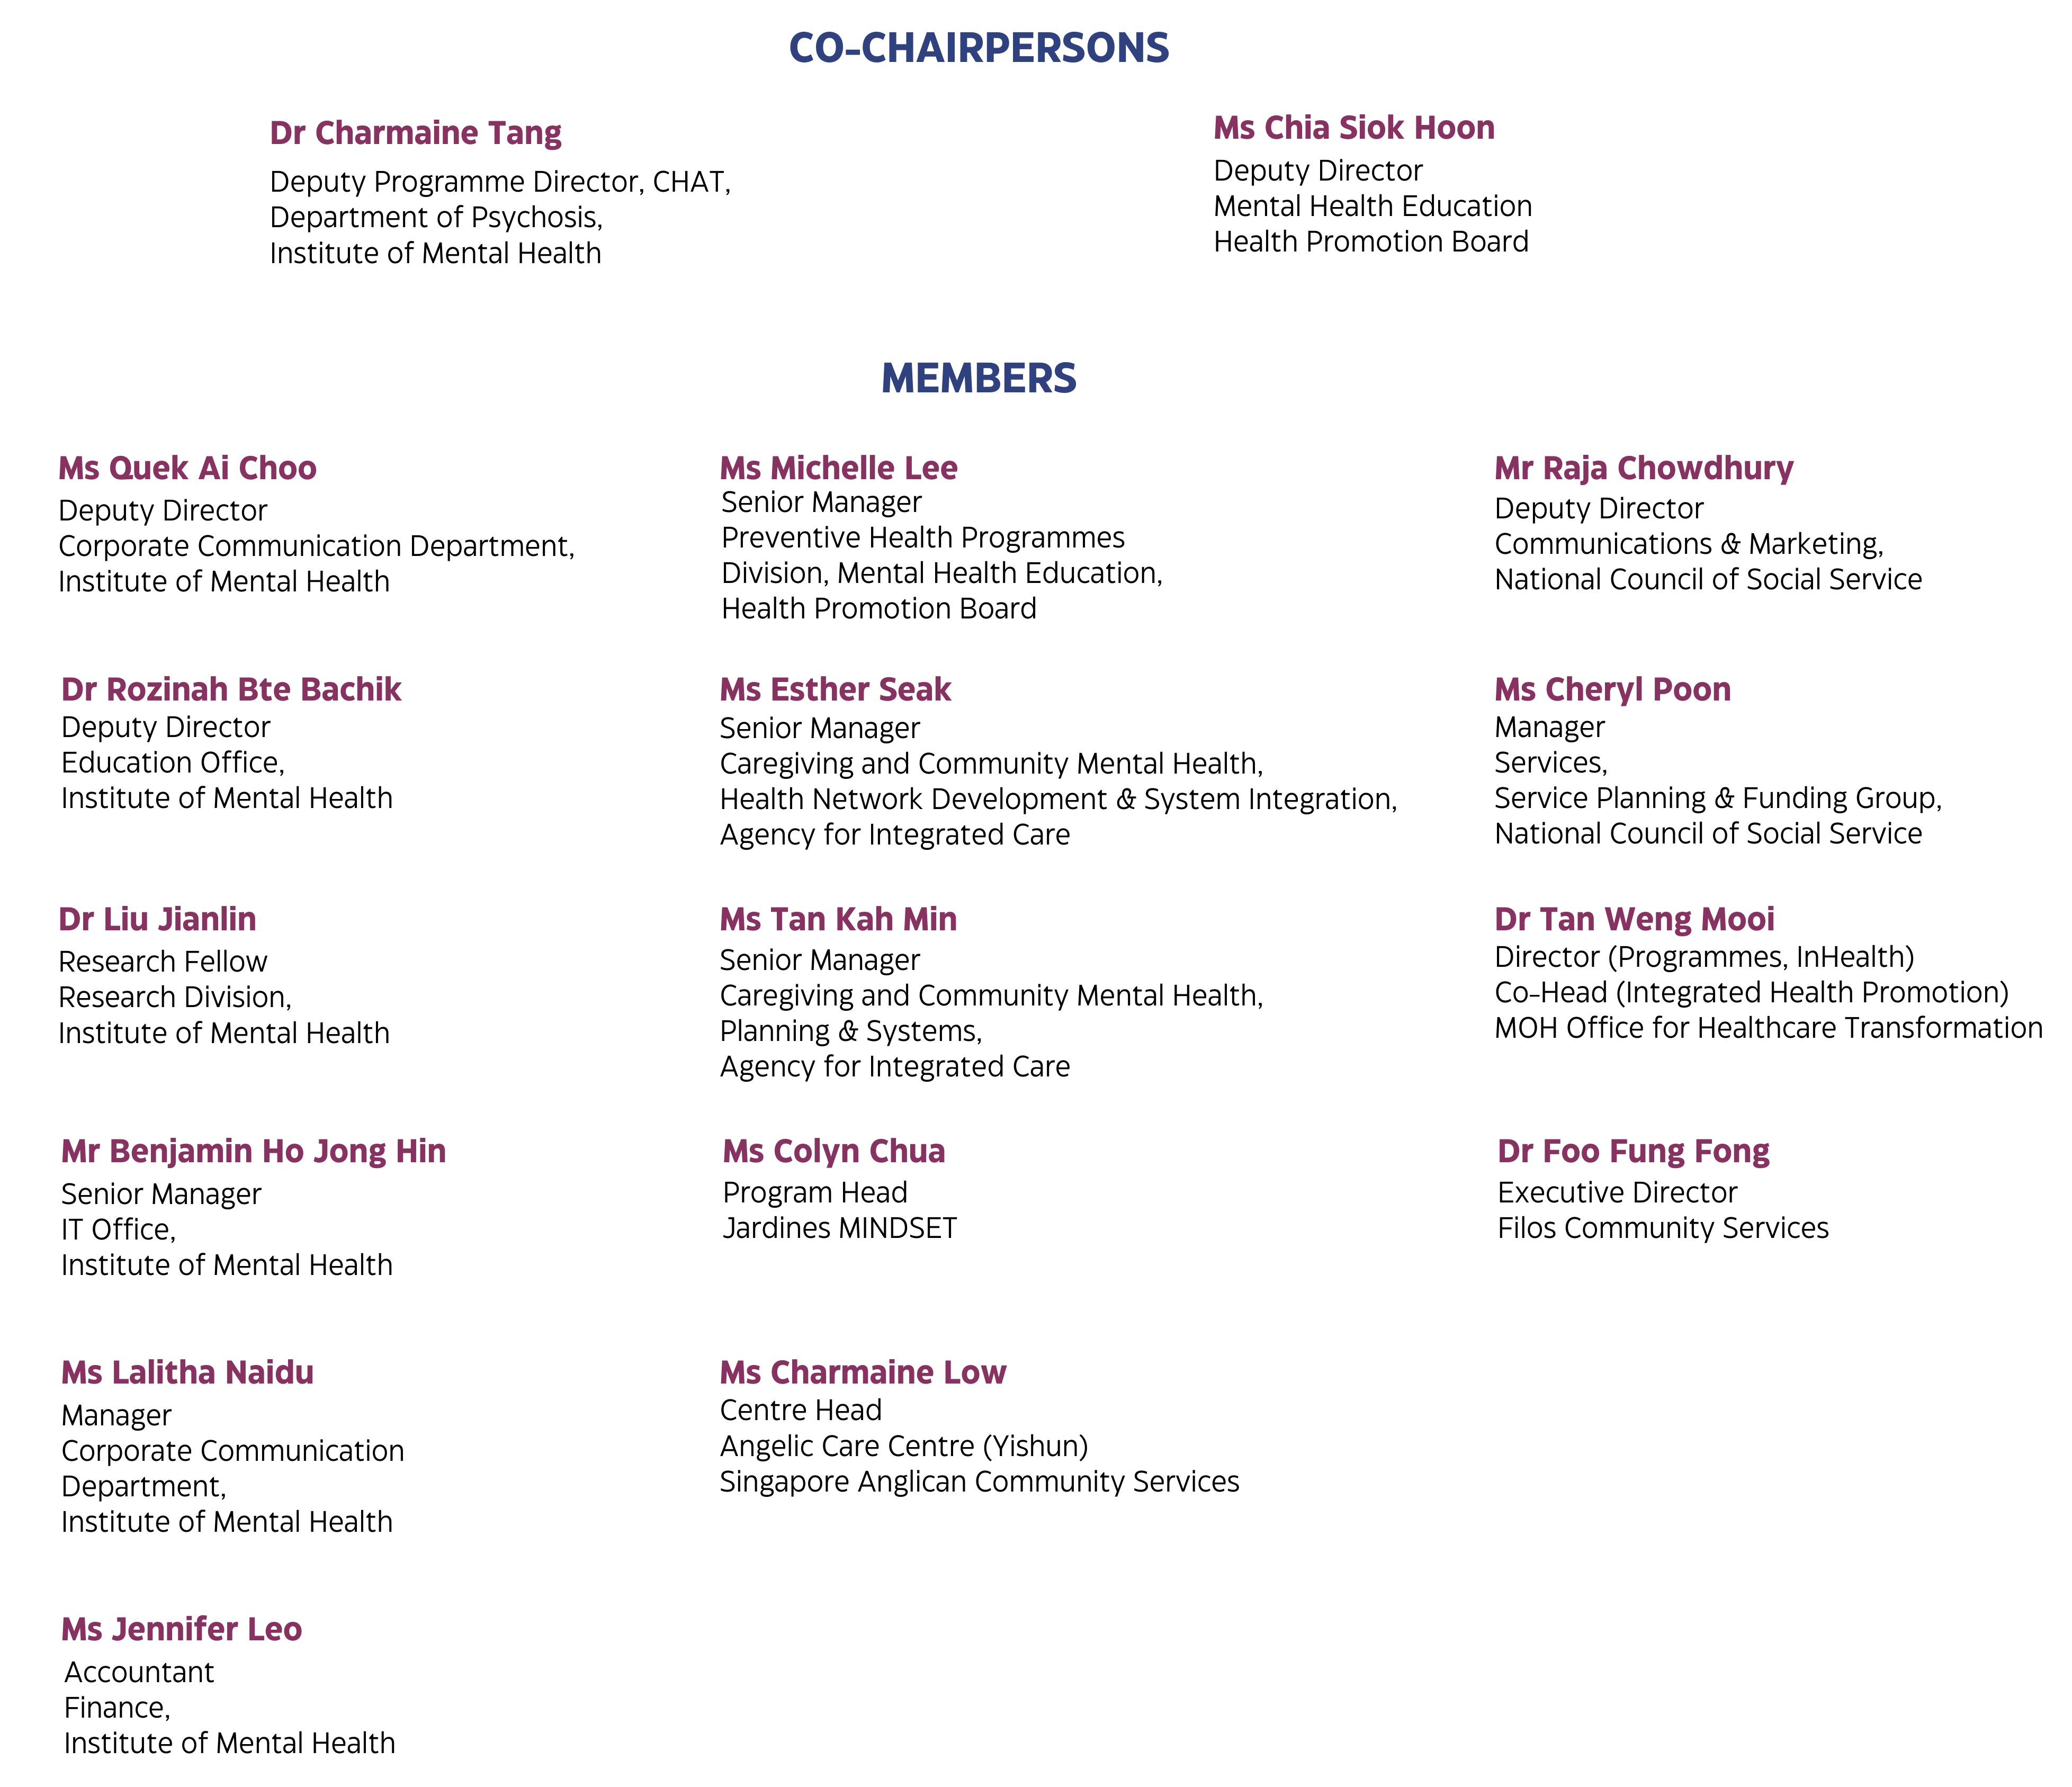 CO-CHAIRPERSONS
Dr Charmaine Tang
Deputy Programme Director, CHAT,
Department of Psychosis,
Institute of Mental Health
Ms Chia Siok Hoon
Deputy Director
Mental Health Education
Health Promotion Board
MEMBERS
Ms Quek Ai Choo
Deputy Director
Corporate Communication Department,
Institute of Mental Health
Ms Michelle Lee
Senior Manager
Preventive Health Programmes
Division, Mental Health Education,
Health Promotion Board
Mr Raja Chowdhury
Deputy Director
Communications & Marketing,
National Council of Social Service
Dr Rozinah Bte Bachik
Deputy Director
Education Office,
Institute of Mental Health
Ms Esther Seak
Senior Manager
Caregiving and Community Mental Health,
Health Network Development & System Integration,
Agency for Integrated Care
Ms Cheryl Poon
Manager
Services,
Service Planning & Funding Group,
National Council of Social Service
Dr Liu Jianlin
Research Fellow
Research Division,
Institute of Mental Health
Ms Tan Kah Min
Senior Manager
Caregiving and Community Mental Health,
Planning & Systems,
Agency for Integrated Care
Dr Tan Weng Mooi
Director (Programmes, InHealth)
Co-Head (Integrated Health Promotion)
MOH Office for Healthcare Transformation
Mr Benjamin Ho Jong Hin
Senior Manager
IT Office,
Institute of Mental Health
Ms Colyn Chua
Program Head
Jardines MINDSET
Dr Foo Fung Fong
Executive Director
Filos Community Services
Ms Lalitha Naidu
Manager
Corporate Communication
Department,
Institute of Mental Health
Ms Charmaine Low
Centre Head
Angelic Care Centre (Yishun)
Singapore Anglican Community Services
Ms Jennifer Leo
Accountant
Finance,
Institute of Mental Health